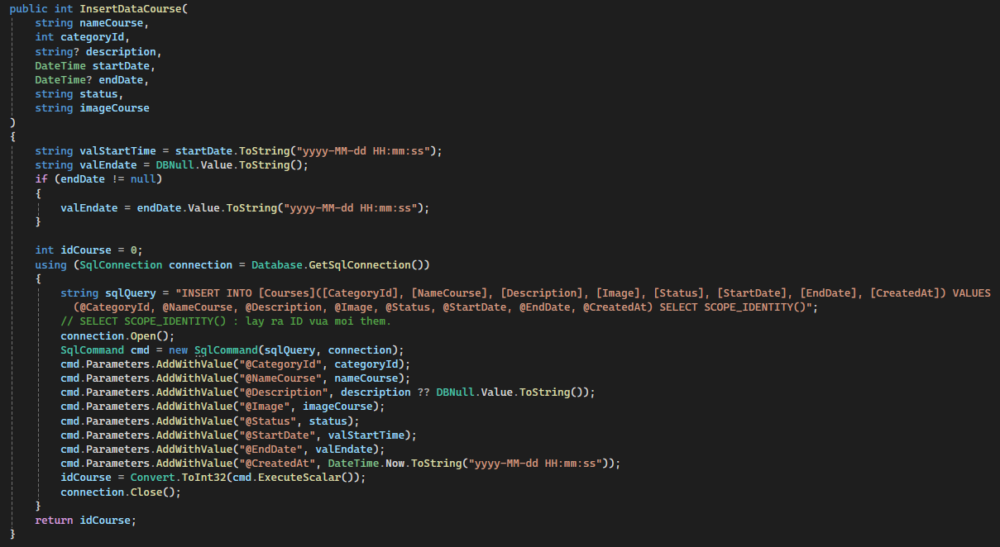 public int InsertDataCourse(
    string nameCourse,
    int categoryId,
    string? description,
    DateTime startDate,
    DateTime? endDate,
    string status,
    string imageCourse
)
{
    string valStartTime = startDate.ToString("yyyy-MM-dd HH:mm:ss");
    string valEndate = DBNull.Value.ToString();
    if (endDate != null)
    {
        valEndate = endDate.Value.ToString("yyyy-MM-dd HH:mm:ss");
    }

    int idCourse = 0;
    using (SqlConnection connection = Database.GetSqlConnection())
    {
        string sqlQuery = "INSERT INTO [Courses]([CategoryId], [NameCourse], [Description], [Image], [Status], [StartDate], [EndDate], [CreatedAt]) VALUES
          (@CategoryId, @NameCourse, @Description, @Image, @Status, @StartDate, @EndDate, @CreatedAt) SELECT SCOPE_IDENTITY()";
        // SELECT SCOPE_IDENTITY() : lay ra ID vua moi them.
        connection.Open();
        SqlCommand cmd = new SqlCommand(sqlQuery, connection);
        cmd.Parameters.AddWithValue("@CategoryId", categoryId);
        cmd.Parameters.AddWithValue("@NameCourse", nameCourse);
        cmd.Parameters.AddWithValue("@Description", description ?? DBNull.Value.ToString());
        cmd.Parameters.AddWithValue("@Image", imageCourse);
        cmd.Parameters.AddWithValue("@Status", status);
        cmd.Parameters.AddWithValue("@StartDate", valStartTime);
        cmd.Parameters.AddWithValue("@EndDate", valEndate);
        cmd.Parameters.AddWithValue("@CreatedAt", DateTime.Now.ToString("yyyy-MM-dd HH:mm:ss"));
        idCourse = Convert.ToInt32(cmd.ExecuteScalar());
        connection.Close();
    }
    return idCourse;
}